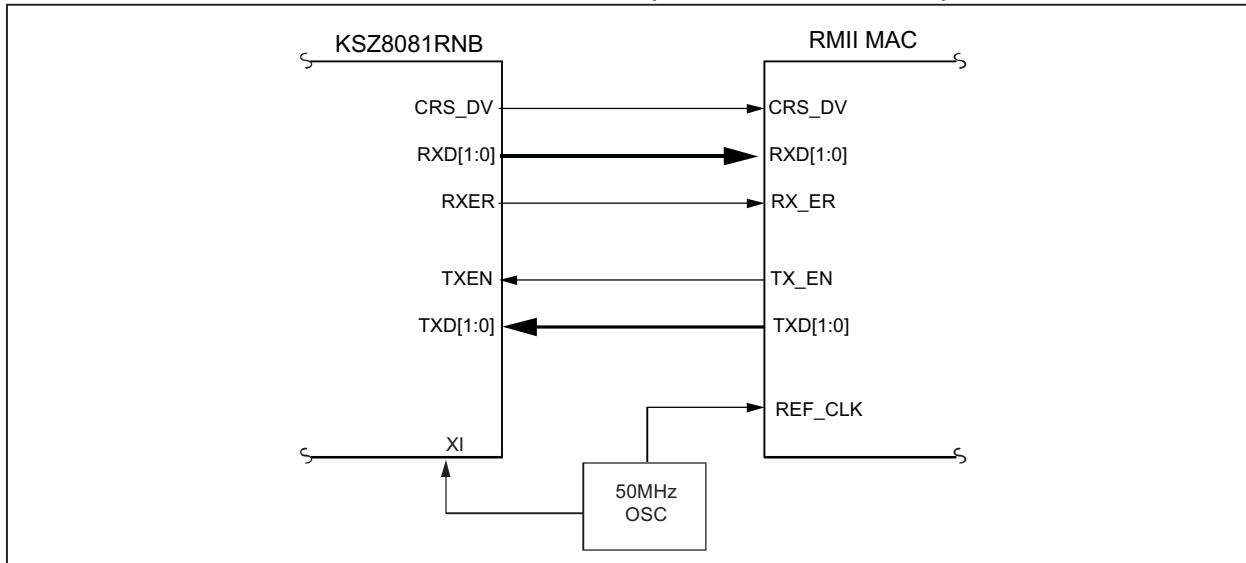 KSZ8081RNB
RMII MAC
CRS_DV
CRS_DV
RXD[1:0]
RXD[1:0]
RXER
RX_ER
TXEN
TX_EN
TXD[1:0]
TXD[1:0]
REF_CLK
XI
50MHz
OSC